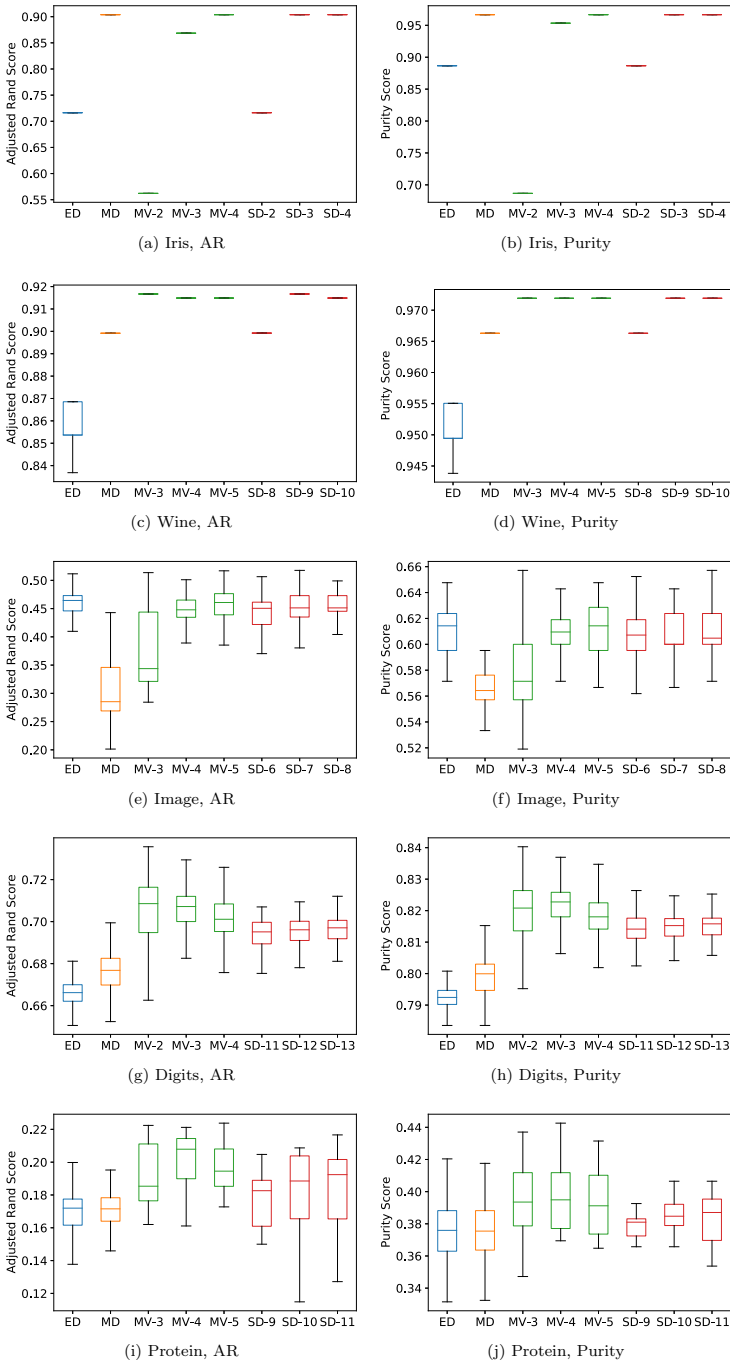 Adjusted Rand Score
0.90
0.85
0.80
0.75
0.70
0.65
0.60
0.55
ED MD MV-2 MV-3 MV-4 SD-2 SD-3 SD-4
(a) Iris, AR
Purity Score
0.95
0.90
0.85
0.80
0.75
0.70
ED MD MV-2 MV-3 MV-4 SD-2 SD-3 SD-4
(b) Iris, Purity
Adjusted Rand Score
0.92
0.91
0.90
0.89
0.88
0.87
0.86
0.85
0.84
ED MD MV-3 MV-4 MV-5 SD-8 SD-9 SD-10
(c) Wine, AR
Purity Score
0.970
0.965
0.960
0.955
0.950
0.945
ED MD MV-3 MV-4 MV-5 SD-8 SD-9 SD-10
(d) Wine, Purity
Adjusted Rand Score
0.50
0.45
0.40
0.35
0.30
0.25
0.20
ED MD MV-3 MV-4 MV-5 SD-6 SD-7 SD-8
(e) Image, AR
Purity Score
0.66
0.64
0.62
0.60
0.58
0.56
0.54
0.52
ED MD MV-3 MV-4 MV-5 SD-6 SD-7 SD-8
(f) Image, Purity
Adjusted Rand Score
0.72
0.70
0.68
0.66
ED MD MV-2 MV-3 MV-4 SD-11 SD-12 SD-13
(g) Digits, AR
Purity Score
0.84
0.83
0.82
0.81
0.80
0.79
ED MD MV-2 MV-3 MV-4 SD-11 SD-12 SD-13
(h) Digits, Purity
Adjusted Rand Score
0.22
0.20
0.18
0.16
0.14
0.12
ED MD MV-3 MV-4 MV-5 SD-9 SD-10 SD-11
(i) Protein, AR
Purity Score
0.44
0.42
0.40
0.38
0.36
0.34
ED MD MV-3 MV-4 MV-5 SD-9 SD-10 SD-11
(j) Protein, Purity